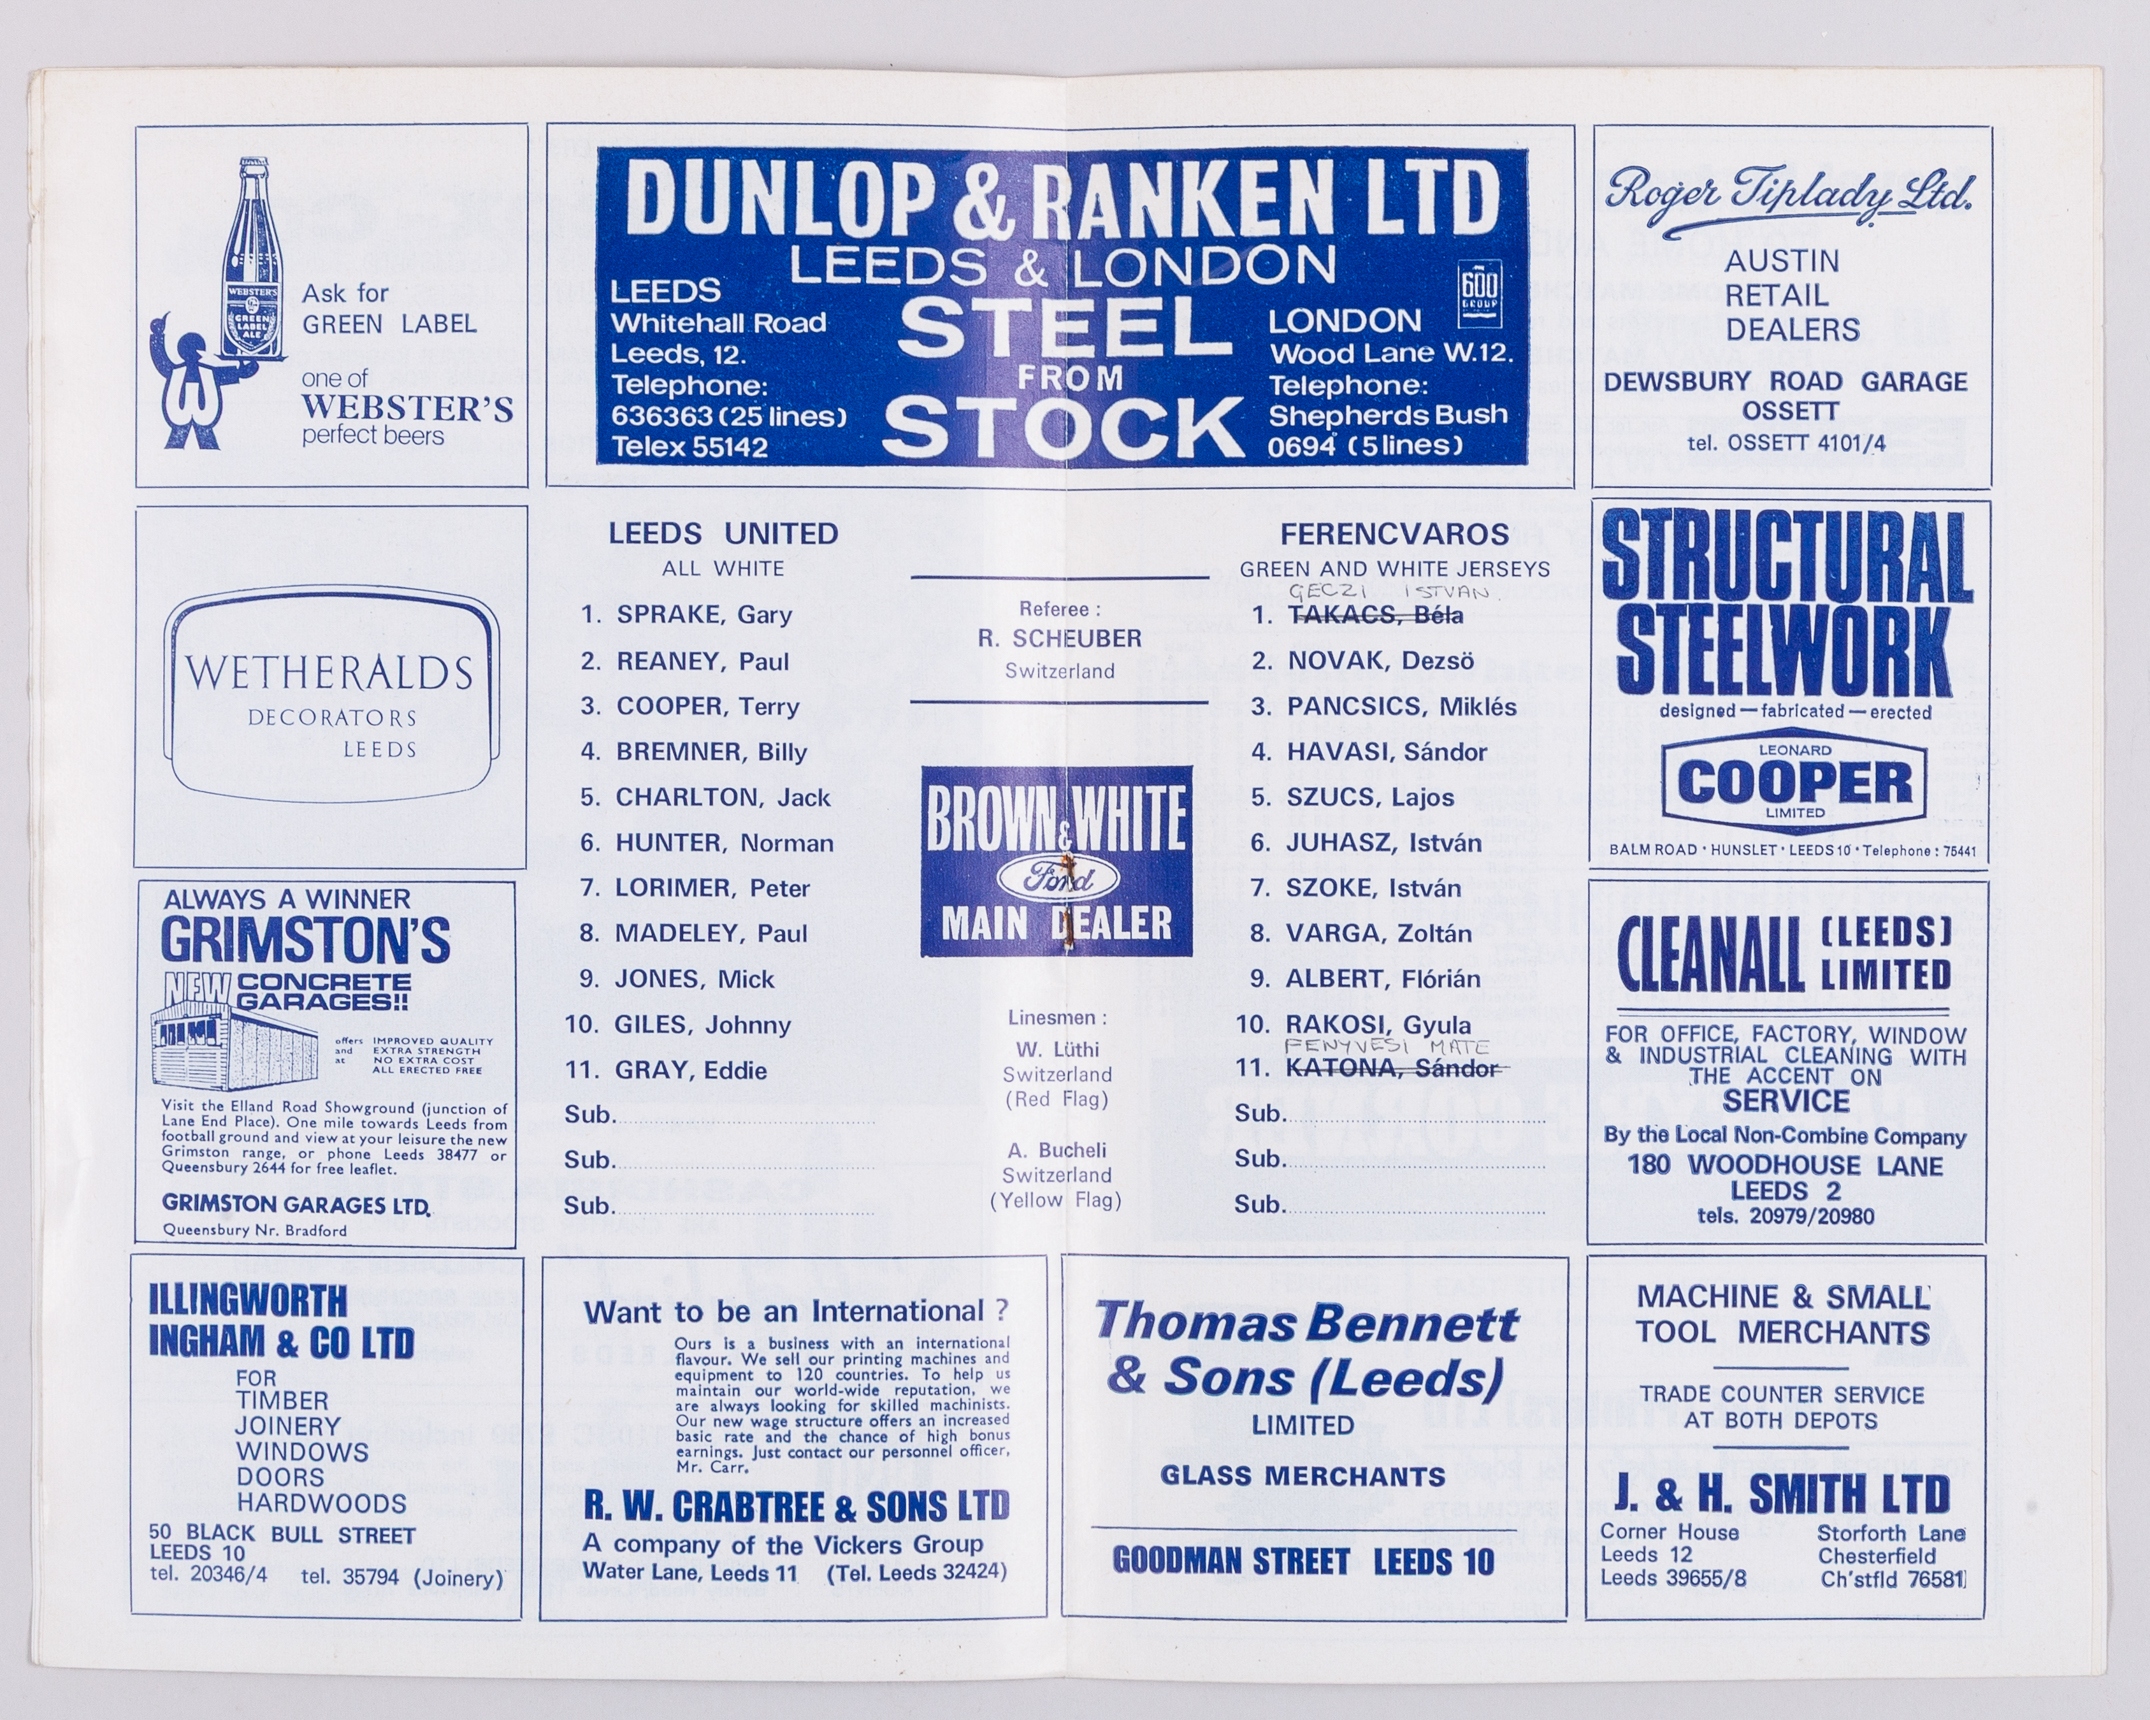 WEBSTER'S
GREEN
LABEL
ALE
Ask for
GREEN LABEL
one of
WEBSTER'S
perfect beers
DUNLOP & RANKEN LTD
LEEDS & LONDON
STEEL
FROM
STOCK
LEEDS
Whitehall Road
Leeds, 12.
Telephone:
636363 (25 lines)
Telex 55142
600
GROUP
LONDON
Wood Lane W.12.
Telephone:
Shepherds Bush
0694 (5 lines)
Roger Tiplady Ltd.
AUSTIN
RETAIL
DEALERS
DEWSBURY ROAD GARAGE
OSSETT
tel. OSSETT 4101/4
WETHERALDS
DECORATORS
LEEDS
ALWAYS A WINNER
GRIMSTON'S
NEW CONCRETE
GARAGES!!
offers IMPROVED QUALITY
and EXTRA STRENGTH
at NO EXTRA COST
ALL ERECTED FREE
Visit the Elland Road Showground (junction of
Lane End Place). One mile towards Leeds from
football ground and view at your leisure the new
Grimston range, or phone Leeds 38477 or
Queensbury 2644 for free leaflet.
GRIMSTON GARAGES LTD.
Queensbury Nr. Bradford
LEEDS UNITED
ALL WHITE
1. SPRAKE, Gary
2. REANEY, Paul
3. COOPER, Terry
4. BREMNER, Billy
5. CHARLTON, Jack
6. HUNTER, Norman
7. LORIMER, Peter
8. MADELEY, Paul
9. JONES, Mick
10. GILES, Johnny
11. GRAY, Eddie
Sub.
Sub.
Sub.
Referee :
R. SCHEUBER
Switzerland
BROWN & WHITE
Ford
MAIN DEALER
Linesmen :
W. Lüthi
Switzerland
(Red Flag)
A. Bucheli
Switzerland
(Yellow Flag)
FERENCVAROS
GREEN AND WHITE JERSEYS
GECZI ISTVAN.
1. TAKACS, Béla
2. NOVAK, Dezsö
3. PANCSICS, Miklés
4. HAVASI, Sándor
5. SZUCS, Lajos
6. JUHASZ, István
7. SZOKE, István
8. VARGA, Zoltán
9. ALBERT, Flórián
10. RAKOSI, Gyula
FENYVESI MATE
11. KATONA, Sándor
Sub.
Sub.
Sub.
STRUCTURAL
STEELWORK
designed — fabricated — erected
LEONARD
COOPER
LIMITED
BALM ROAD · HUNSLET · LEEDS 10 · Telephone : 75441
CLEANALL (LEEDS)
LIMITED
FOR OFFICE, FACTORY, WINDOW
& INDUSTRIAL CLEANING WITH
THE ACCENT ON
SERVICE
By the Local Non-Combine Company
180 WOODHOUSE LANE
LEEDS 2
tels. 20979/20980
ILLINGWORTH
INGHAM & CO LTD
FOR
TIMBER
JOINERY
WINDOWS
DOORS
HARDWOODS
50 BLACK BULL STREET
LEEDS 10
tel. 20346/4 tel. 35794 (Joinery)
Want to be an International ?
Ours is a business with an international
flavour. We sell our printing machines and
equipment to 120 countries. To help us
maintain our world-wide reputation, we
are always looking for skilled machinists.
Our new wage structure offers an increased
basic rate and the chance of high bonus
earnings. Just contact our personnel officer,
Mr. Carr.
R. W. CRABTREE & SONS LTD
A company of the Vickers Group
Water Lane, Leeds 11 (Tel. Leeds 32424)
Thomas Bennett
& Sons (Leeds)
LIMITED
GLASS MERCHANTS
GOODMAN STREET LEEDS 10
MACHINE & SMALL
TOOL MERCHANTS
TRADE COUNTER SERVICE
AT BOTH DEPOTS
J. & H. SMITH LTD
Corner House
Leeds 12
Leeds 39655/8
Storforth Lane
Chesterfield
Ch'stfld 76581